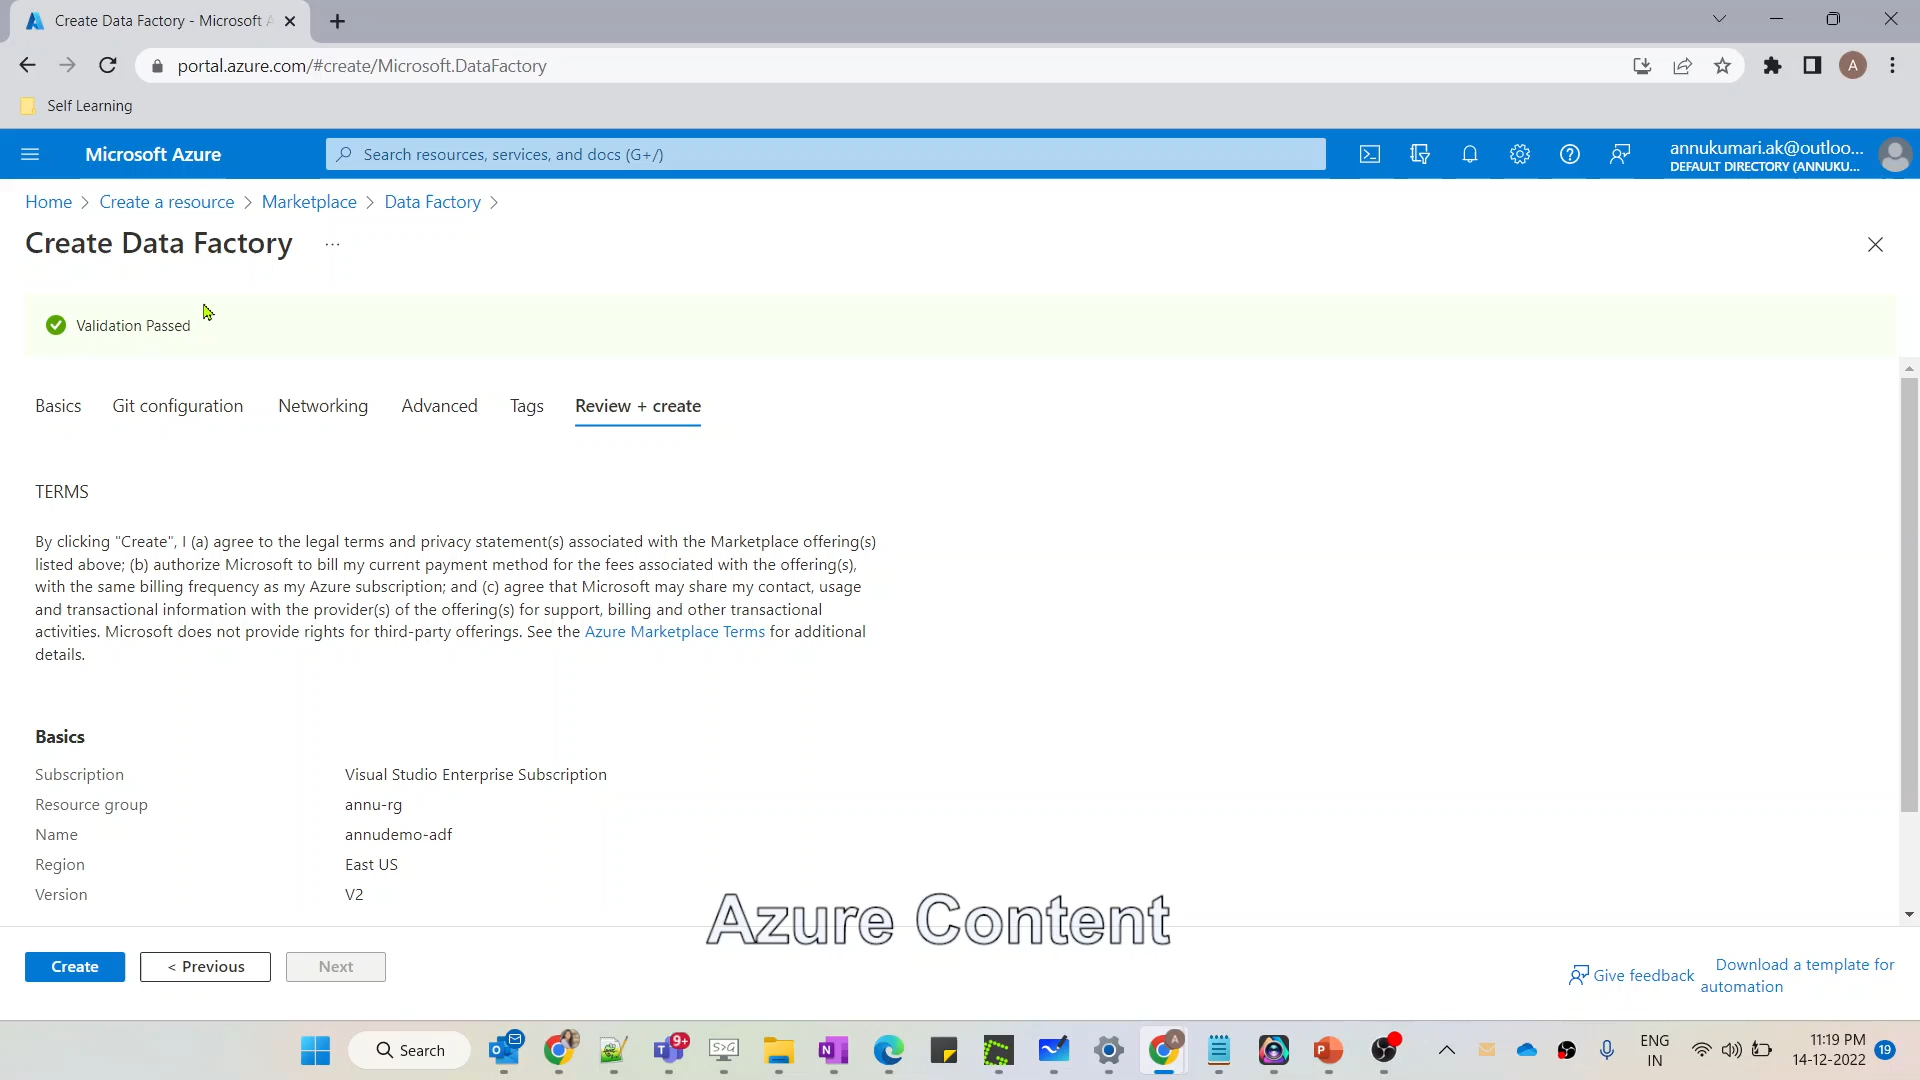 Create Data Factory - Microsoft A
portal.azure.com/#create/Microsoft.DataFactory
A
Self Learning
Microsoft Azure
Search resources, services, and docs (G+/)
annukumari.ak@outloo...
DEFAULT DIRECTORY (ANNUKU...
Home > Create a resource > Marketplace > Data Factory >
Create Data Factory ...
Validation Passed
Basics Git configuration Networking Advanced Tags Review + create
TERMS
By clicking "Create", I (a) agree to the legal terms and privacy statement(s) associated with the Marketplace offering(s)
listed above; (b) authorize Microsoft to bill my current payment method for the fees associated with the offering(s),
with the same billing frequency as my Azure subscription; and (c) agree that Microsoft may share my contact, usage
and transactional information with the provider(s) of the offering(s) for support, billing and other transactional
activities. Microsoft does not provide rights for third-party offerings. See the Azure Marketplace Terms for additional
details.
Basics
Subscription Visual Studio Enterprise Subscription
Resource group annu-rg
Name annudemo-adf
Region East US
Version V2
Azure Content
Create < Previous Next
Give feedback
Download a template for
automation
Search
9+
S>G
A
ENG
IN
11:19 PM
14-12-2022
19